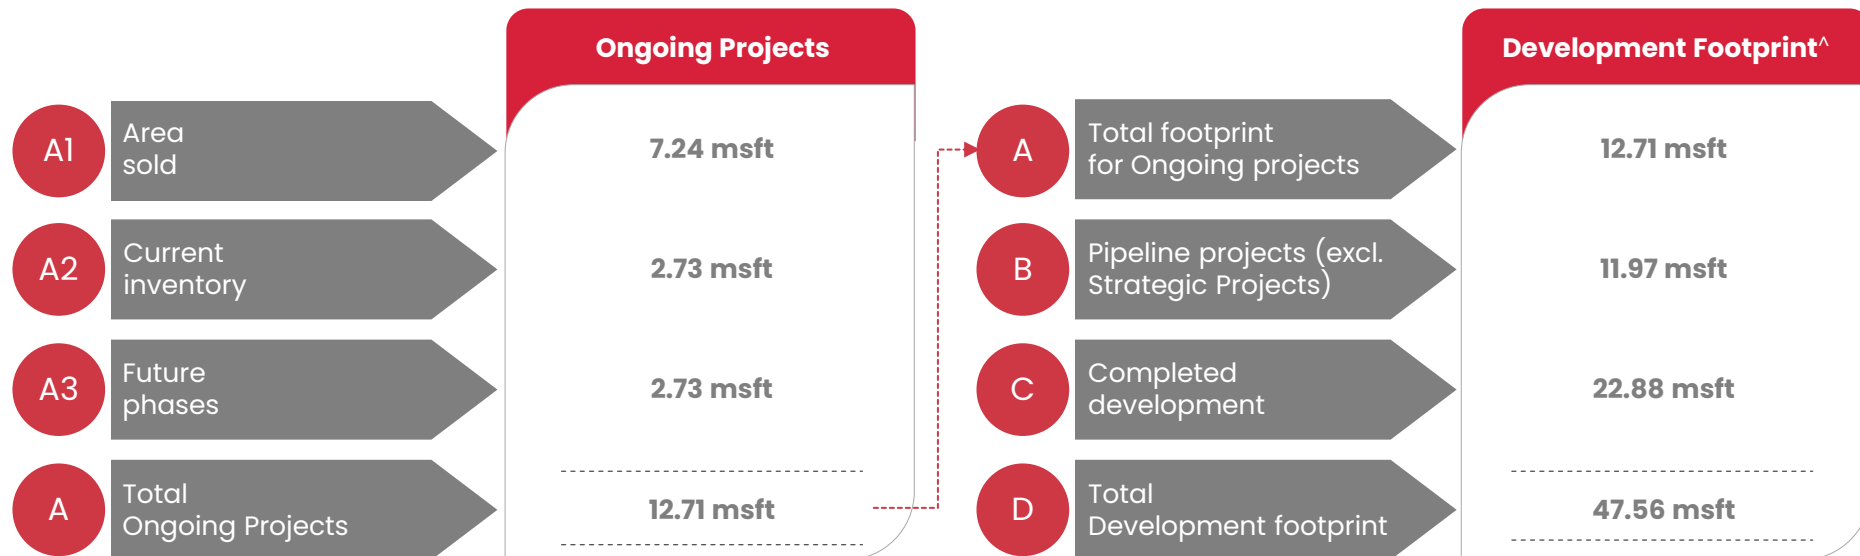 Ongoing Projects
A1
Area
sold
7.24 msft
A2
Current
inventory
2.73 msft
A3
Future
phases
2.73 msft
A
Total
Ongoing Projects
12.71 msft
Development Footprint^
A
Total footprint
for Ongoing projects
12.71 msft
B
Pipeline projects (excl.
Strategic Projects)
11.97 msft
C
Completed
development
22.88 msft
D
Total
Development footprint
47.56 msft